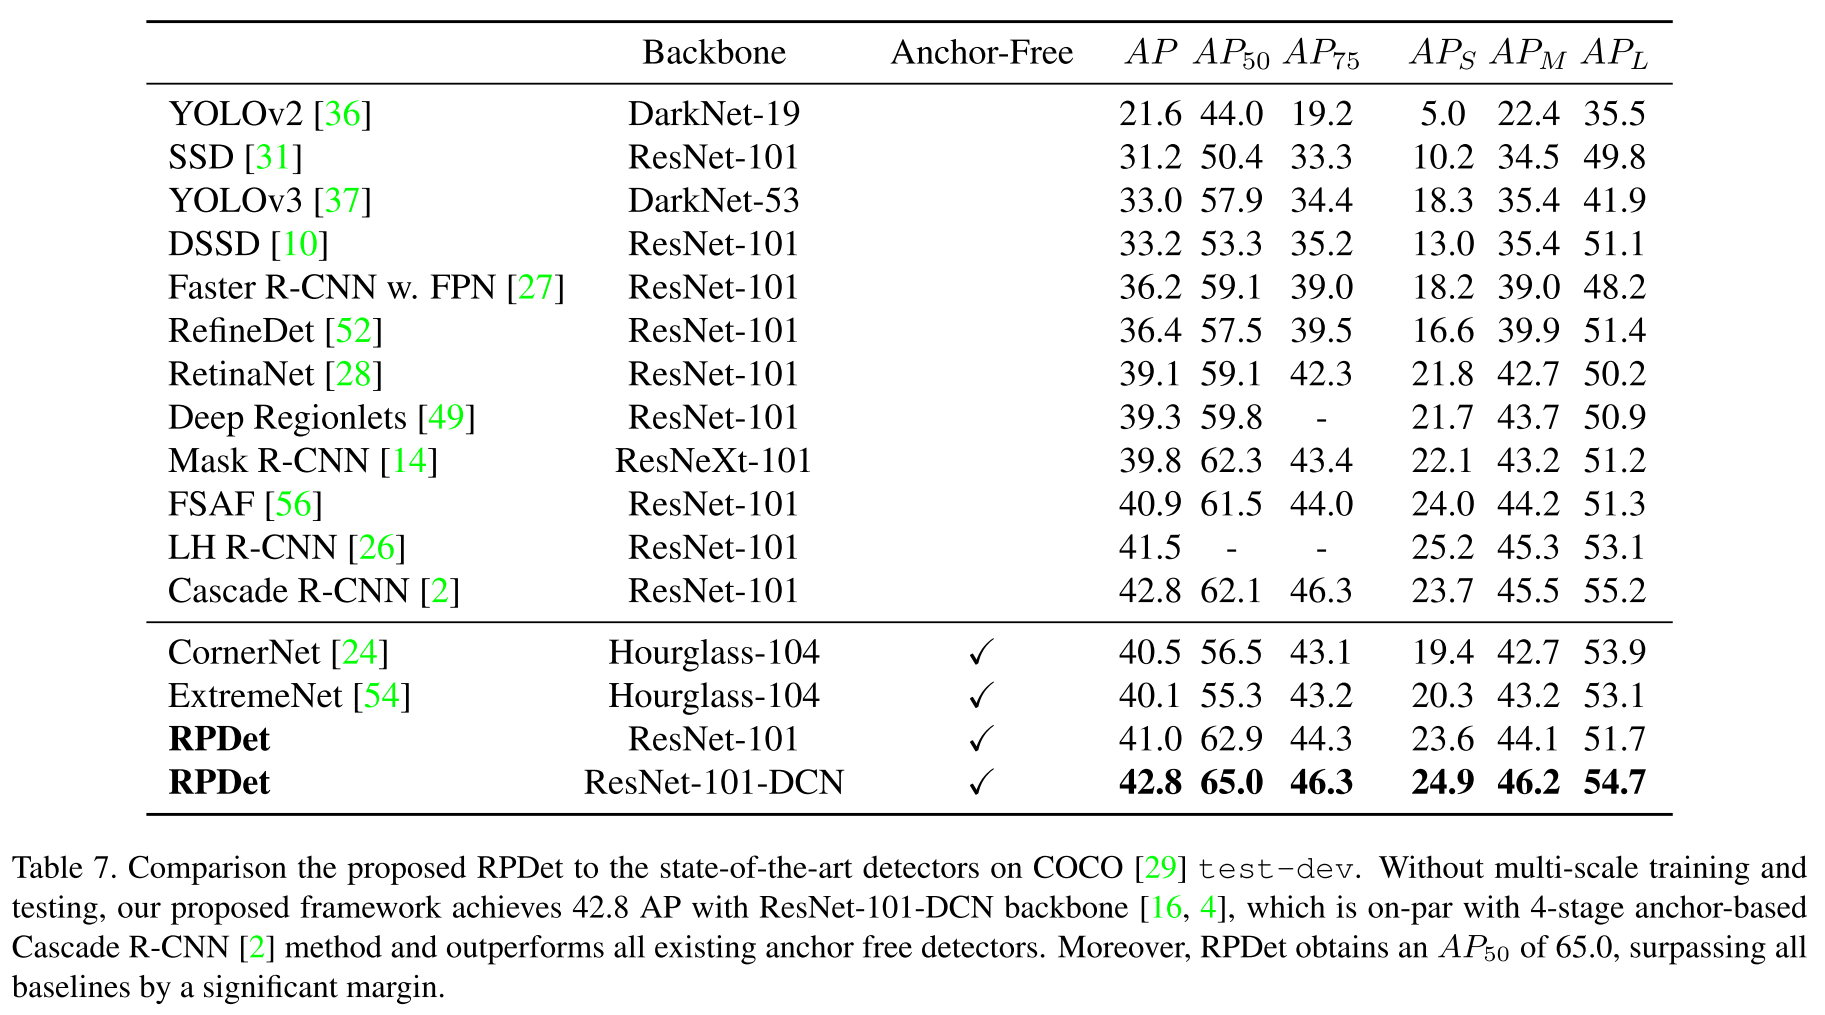 Backbone Anchor-Free AP AP50 AP75 APS APM APL
YOLOv2 [36] DarkNet-19 21.6 44.0 19.2 5.0 22.4 35.5
SSD [31] ResNet-101 31.2 50.4 33.3 10.2 34.5 49.8
YOLOv3 [37] DarkNet-53 33.0 57.9 34.4 18.3 35.4 41.9
DSSD [10] ResNet-101 33.2 53.3 35.2 13.0 35.4 51.1
Faster R-CNN w. FPN [27] ResNet-101 36.2 59.1 39.0 18.2 39.0 48.2
RefineDet [52] ResNet-101 36.4 57.5 39.5 16.6 39.9 51.4
RetinaNet [28] ResNet-101 39.1 59.1 42.3 21.8 42.7 50.2
Deep Regionlets [49] ResNet-101 39.3 59.8 - 21.7 43.7 50.9
Mask R-CNN [14] ResNeXt-101 39.8 62.3 43.4 22.1 43.2 51.2
FSAF [56] ResNet-101 40.9 61.5 44.0 24.0 44.2 51.3
LH R-CNN [26] ResNet-101 41.5 - - 25.2 45.3 53.1
Cascade R-CNN [2] ResNet-101 42.8 62.1 46.3 23.7 45.5 55.2
CornerNet [24] Hourglass-104 ✓ 40.5 56.5 43.1 19.4 42.7 53.9
ExtremeNet [54] Hourglass-104 ✓ 40.1 55.3 43.2 20.3 43.2 53.1
RPDet ResNet-101 ✓ 41.0 62.9 44.3 23.6 44.1 51.7
RPDet ResNet-101-DCN ✓ 42.8 65.0 46.3 24.9 46.2 54.7
Table 7. Comparison the proposed RPDet to the state-of-the-art detectors on COCO [29] test-dev. Without multi-scale training and
testing, our proposed framework achieves 42.8 AP with ResNet-101-DCN backbone [16, 4], which is on-par with 4-stage anchor-based
Cascade R-CNN [2] method and outperforms all existing anchor free detectors. Moreover, RPDet obtains an AP50 of 65.0, surpassing all
baselines by a significant margin.